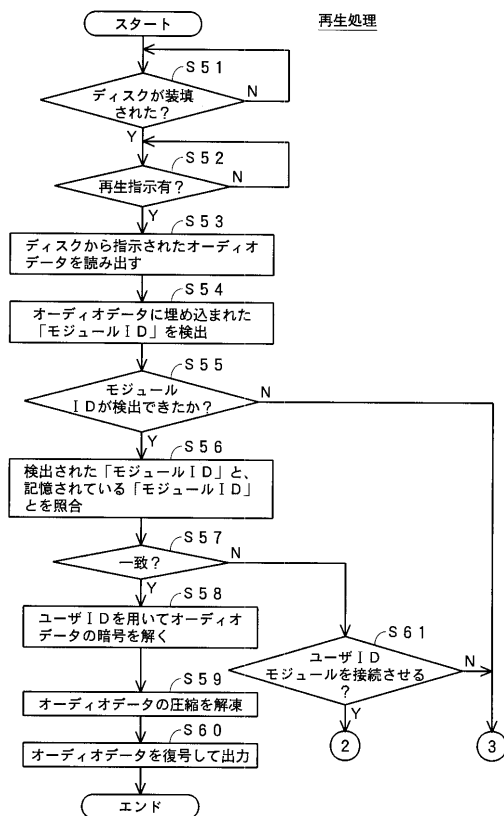 再生処理
スタート
S51
ディスクが装填
された?
N
Y
S52
再生指示有?
N
Y
S53
ディスクから指示されたオーディオ
データを読み出す
S54
オーディオデータに埋め込まれた
「モジュールID」を検出
S55
モジュール
IDが検出できたか?
N
Y
S56
検出された「モジュールID」と、
記憶されている「モジュールID」
とを照合
S57
一致?
N
Y
S58
ユーザIDを用いてオーディオ
データの暗号を解く
S61
ユーザID
モジュールを接続させる
?
N
Y
S59
オーディオデータの圧縮を解凍
S60
オーディオデータを復号して出力
2
3
エンド